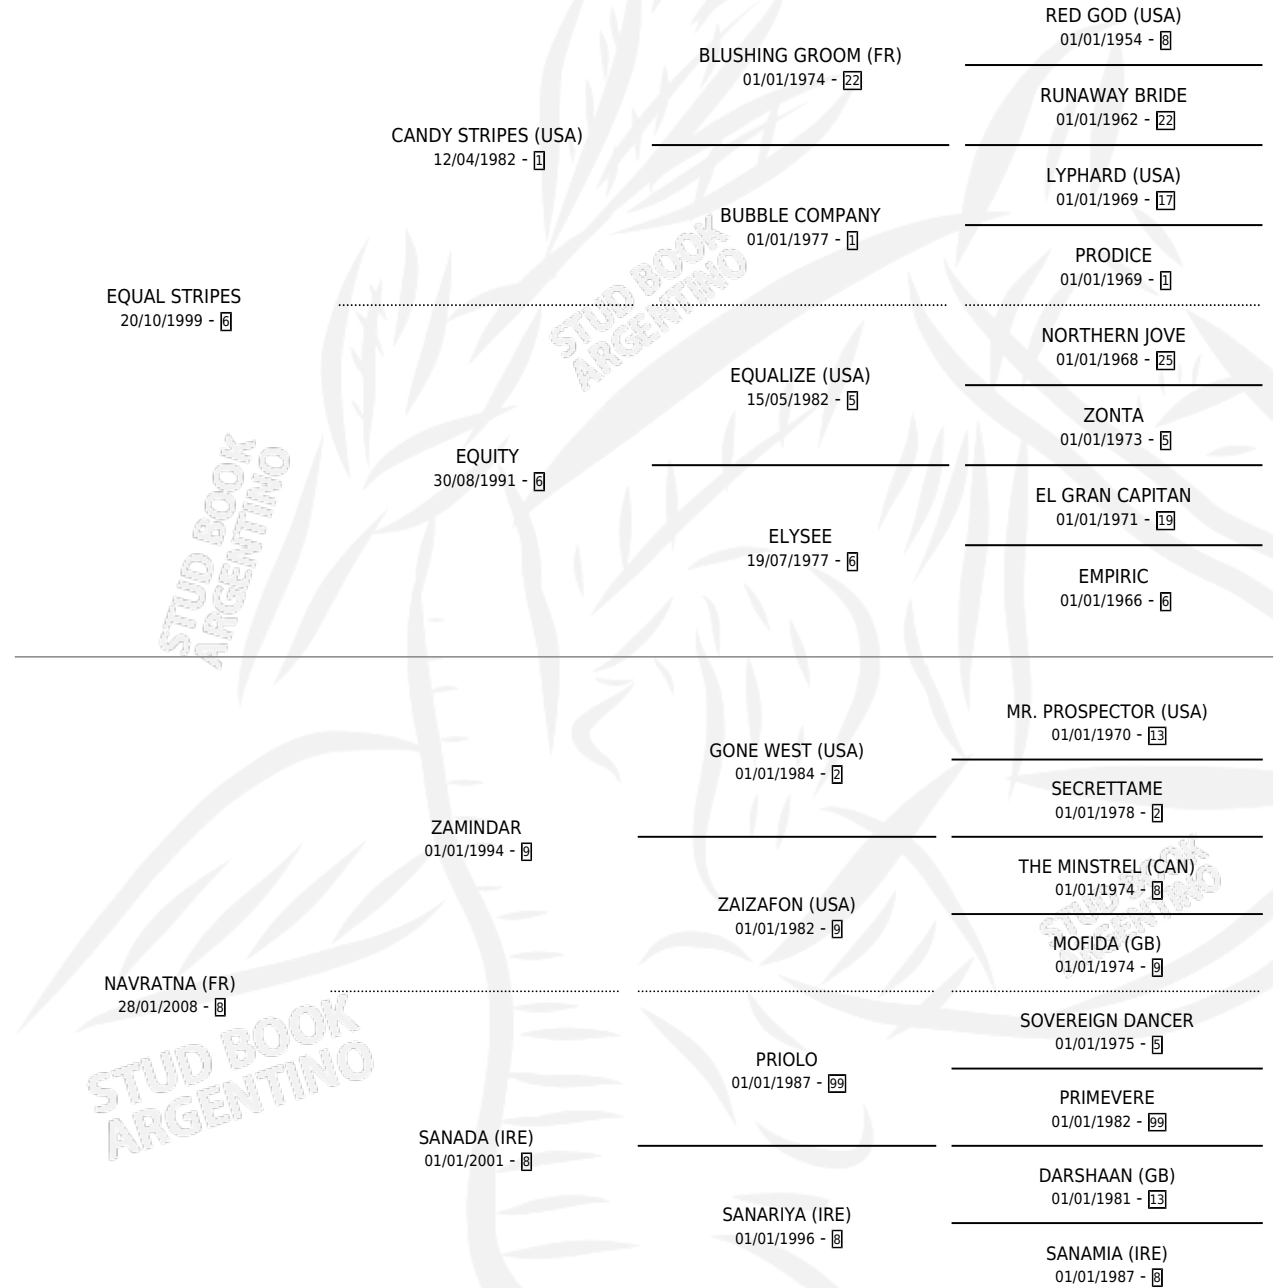 RED GOD (USA)
01/01/1954 - 8
BLUSHING GROOM (FR)
01/01/1974 - 22
RUNAWAY BRIDE
01/01/1962 - 22
CANDY STRIPES (USA)
12/04/1982 - 1
LYPHARD (USA)
01/01/1969 - 17
BUBBLE COMPANY
01/01/1977 - 1
PRODICE
01/01/1969 - 1
EQUAL STRIPES
20/10/1999 - 6
NORTHERN JOVE
01/01/1968 - 25
EQUALIZE (USA)
15/05/1982 - 5
ZONTA
01/01/1973 - 5
EQUITY
30/08/1991 - 6
EL GRAN CAPITAN
01/01/1971 - 19
ELYSEE
19/07/1977 - 6
EMPIRIC
01/01/1966 - 6
STUD BOOK
ARGENTINO
STUD BOOK
ARGENTINO
MR. PROSPECTOR (USA)
01/01/1970 - 13
GONE WEST (USA)
01/01/1984 - 2
SECRETTAME
01/01/1978 - 2
ZAMINDAR
01/01/1994 - 9
THE MINSTREL (CAN)
01/01/1974 - 8
ZAIZAFON (USA)
01/01/1982 - 9
MOFIDA (GB)
01/01/1974 - 9
NAVRATNA (FR)
28/01/2008 - 8
SOVEREIGN DANCER
01/01/1975 - 5
PRIOLO
01/01/1987 - 99
PRIMEVERE
01/01/1982 - 99
SANADA (IRE)
01/01/2001 - 8
DARSHAAN (GB)
01/01/1981 - 13
SANARIYA (IRE)
01/01/1996 - 8
SANAMIA (IRE)
01/01/1987 - 8
STUD BOOK
ARGENTINO
STUD BOOK
ARGENTINO